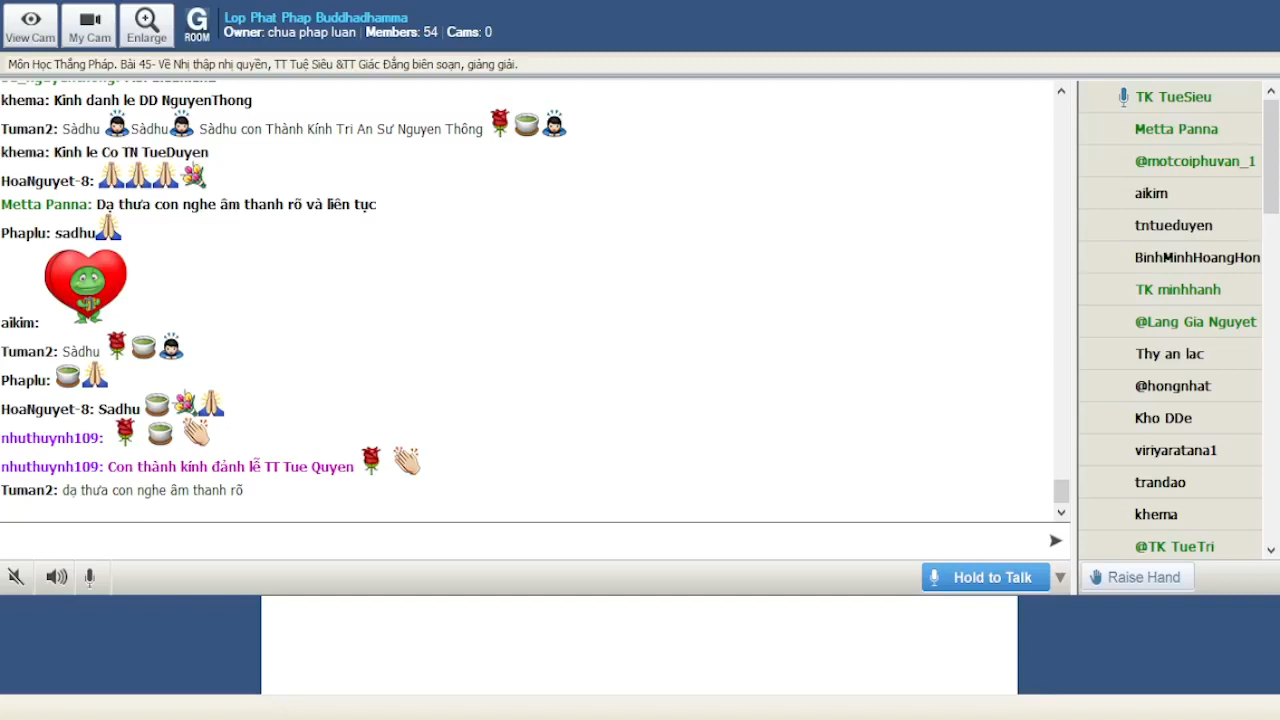 View Cam
My Cam
Enlarge
G
ROOM
Lop Phat Phap Buddhadhamma
Owner: chua phap luan | Members: 54 | Cams: 0
Môn Học Thắng Pháp. Bài 45- Về Nhị thập nhị quyền, TT Tuệ Siêu &TT Giác Đẳng biên soạn, giảng giải.
khema: Kinh danh le DD NguyenThong
Tuman2: Sàdhu Sàdhu Sàdhu con Thành Kính Tri An Sư Nguyen Thông
khema: Kinh le Co TN TueDuyen
HoaNguyet-8:
Metta Panna: Dạ thưa con nghe âm thanh rõ và liên tục
Phaplu: sadhu
aikim:
Tuman2: Sàdhu
Phaplu:
HoaNguyet-8: Sadhu
nhuthuynh109:
nhuthuynh109: Con thành kính đảnh lễ TT Tue Quyen
Tuman2: dạ thưa con nghe âm thanh rõ
Hold to Talk
TK TueSieu
Metta Panna
@motcoiphuvan_1
aikim
tntueduyen
BinhMinhHoangHon
TK minhhanh
@Lang Gia Nguyet
Thy an lac
@hongnhat
Kho DDe
viriyaratana1
trandao
khema
@TK TueTri
Raise Hand